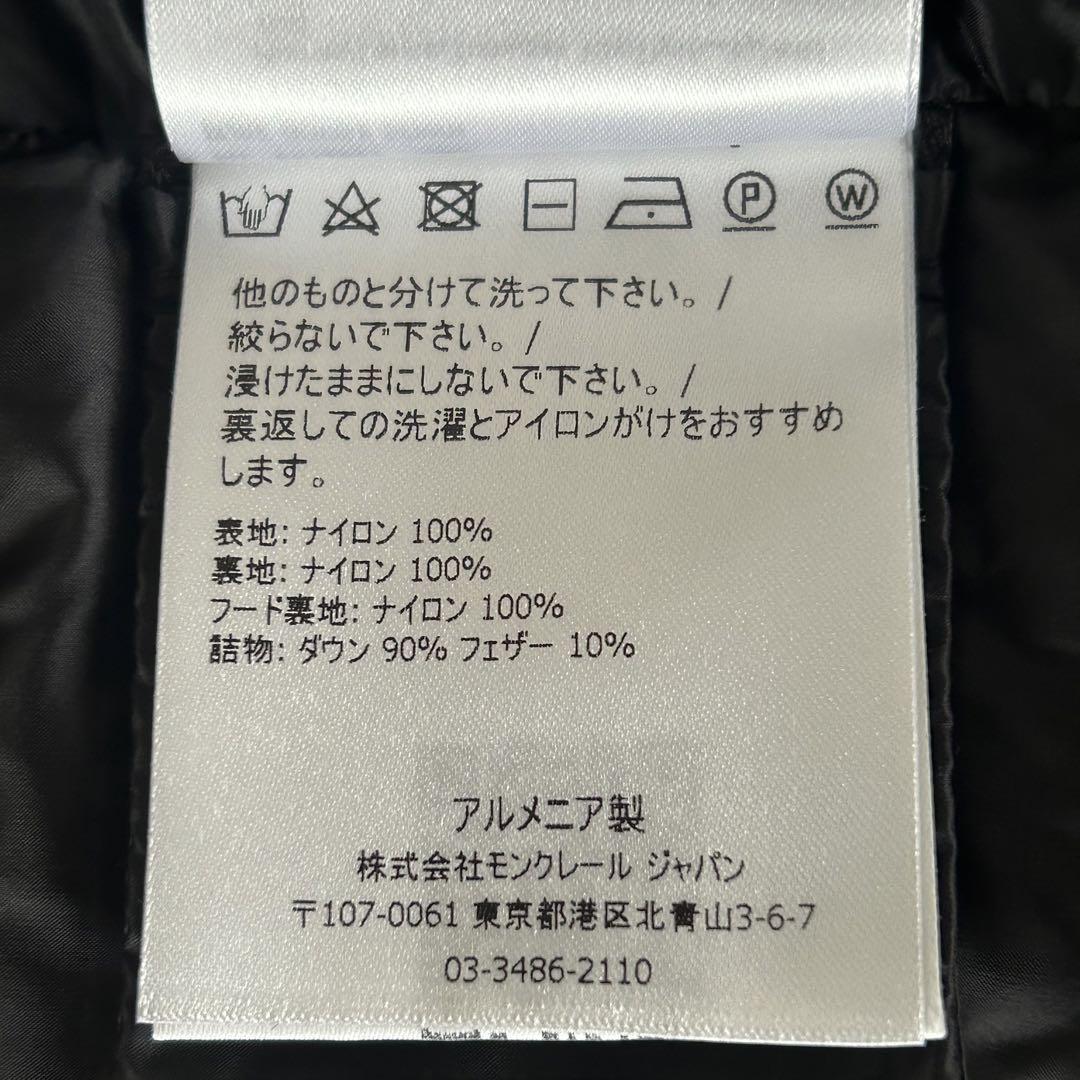 P
W
他のものと分けて洗って下さい。/
絞らないで下さい。/
浸けたままにしないで下さい。/
裏返しての洗濯とアイロンがけをおすすめ
します。
表地: ナイロン 100%
裏地: ナイロン 100%
フード裏地: ナイロン 100%
詰物: ダウン 90% フェザー 10%
アルメニア製
株式会社モンクレール ジャパン
〒107-0061 東京都港区北青山3-6-7
03-3486-2110